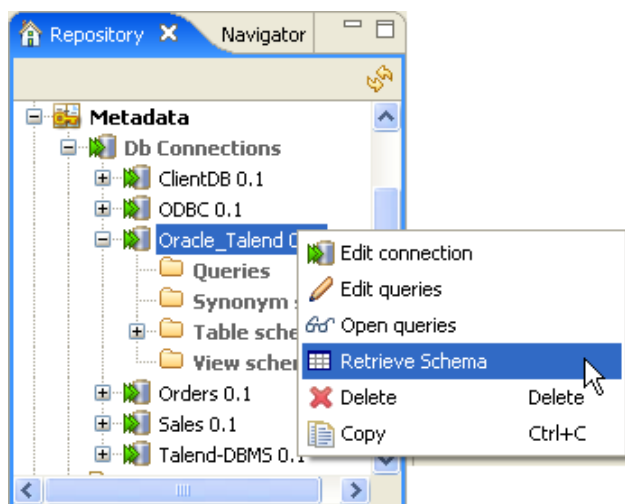 Repository Navigator
Metadata
Db Connections
ClientDB 0.1
ODBC 0.1
Oracle_Talend
Edit connection
Queries
Edit queries
Synonym
Open queries
Table sche
Retrieve Schema
View scher
Orders 0.1
Delete Delete
Sales 0.1
Copy Ctrl+C
Talend-DBMS 0.1